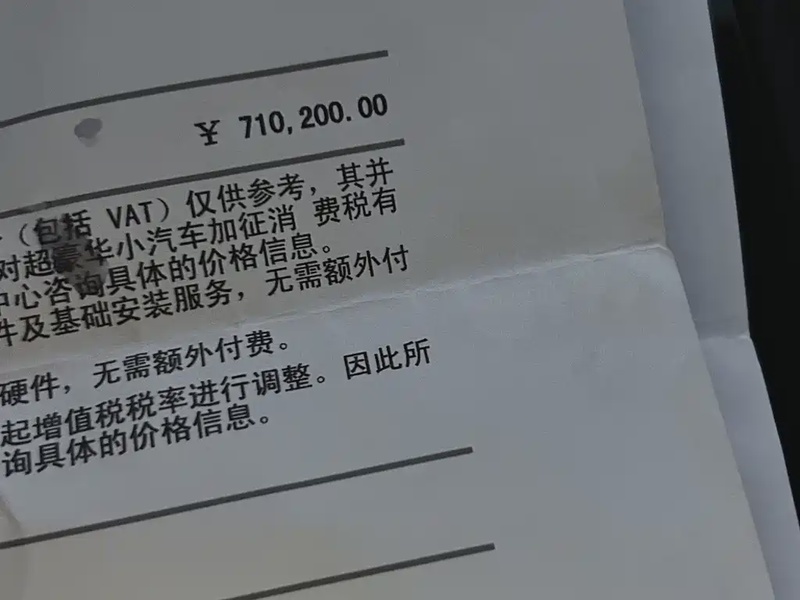 ¥ 710,200.00
（包括 VAT）仅供参考，其并
对超豪华小汽车加征消 费税有
中心咨询具体的价格信息。
件及基础安装服务，无需额外付
硬件，无需额外付费。
起增值税税率进行调整。因此所
询具体的价格信息。